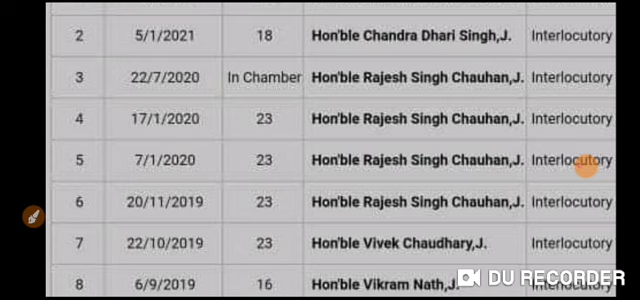 2 5/1/2021 18 Hon'ble Chandra Dhari Singh,J. Interlocutory
3 22/7/2020 In Chamber Hon'ble Rajesh Singh Chauhan,J. Interlocutory
4 17/1/2020 23 Hon'ble Rajesh Singh Chauhan,J. Interlocutory
5 7/1/2020 23 Hon'ble Rajesh Singh Chauhan,J. Interlocutory
6 20/11/2019 23 Hon'ble Rajesh Singh Chauhan,J. Interlocutory
7 22/10/2019 23 Hon'ble Vivek Chaudhary,J. Interlocutory
8 6/9/2019 16 Hon'ble Vikram Nath,J. Interlocutory
DU RECORDER